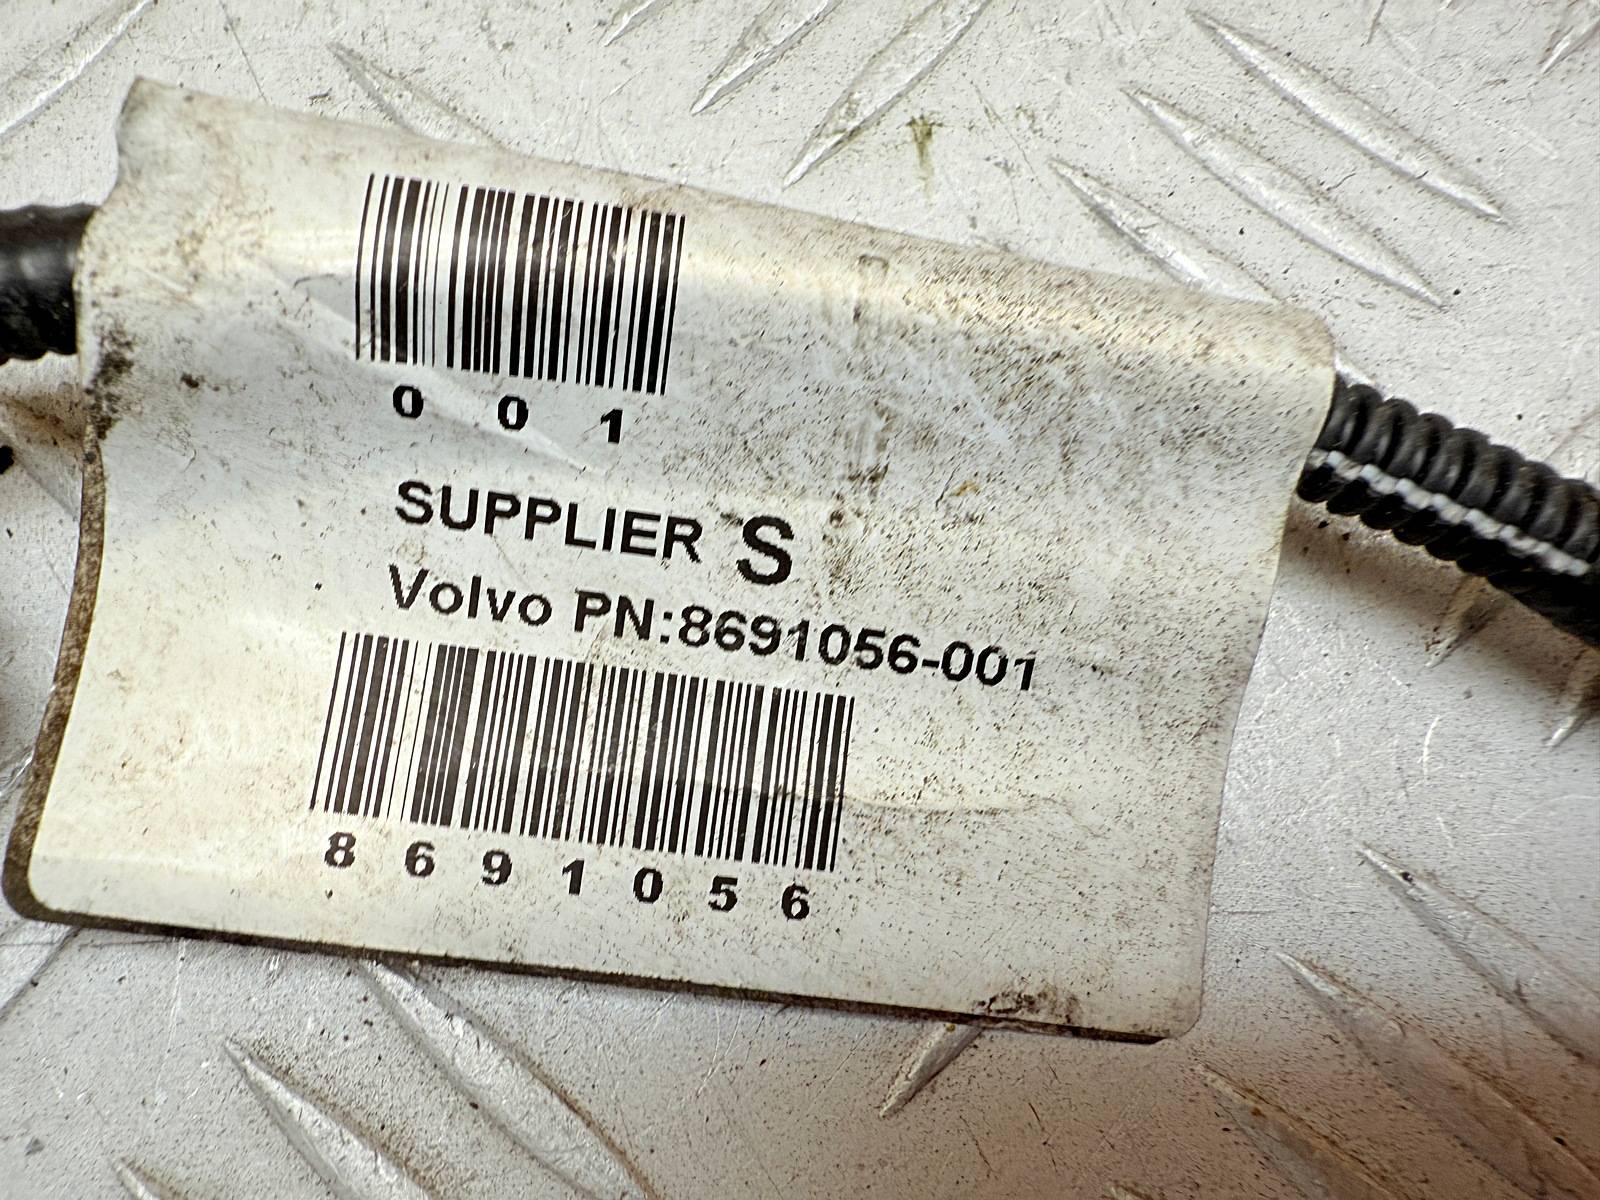 0 0 1
SUPPLIER S
Volvo PN:8691056-001
8 6 9 1 0 5 6